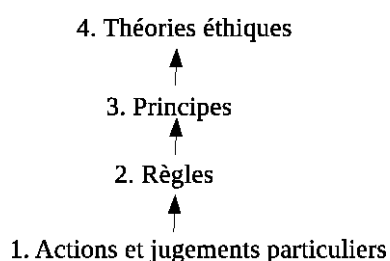 4. Théories éthiques
3. Principes
2. Règles
1. Actions et jugements particuliers